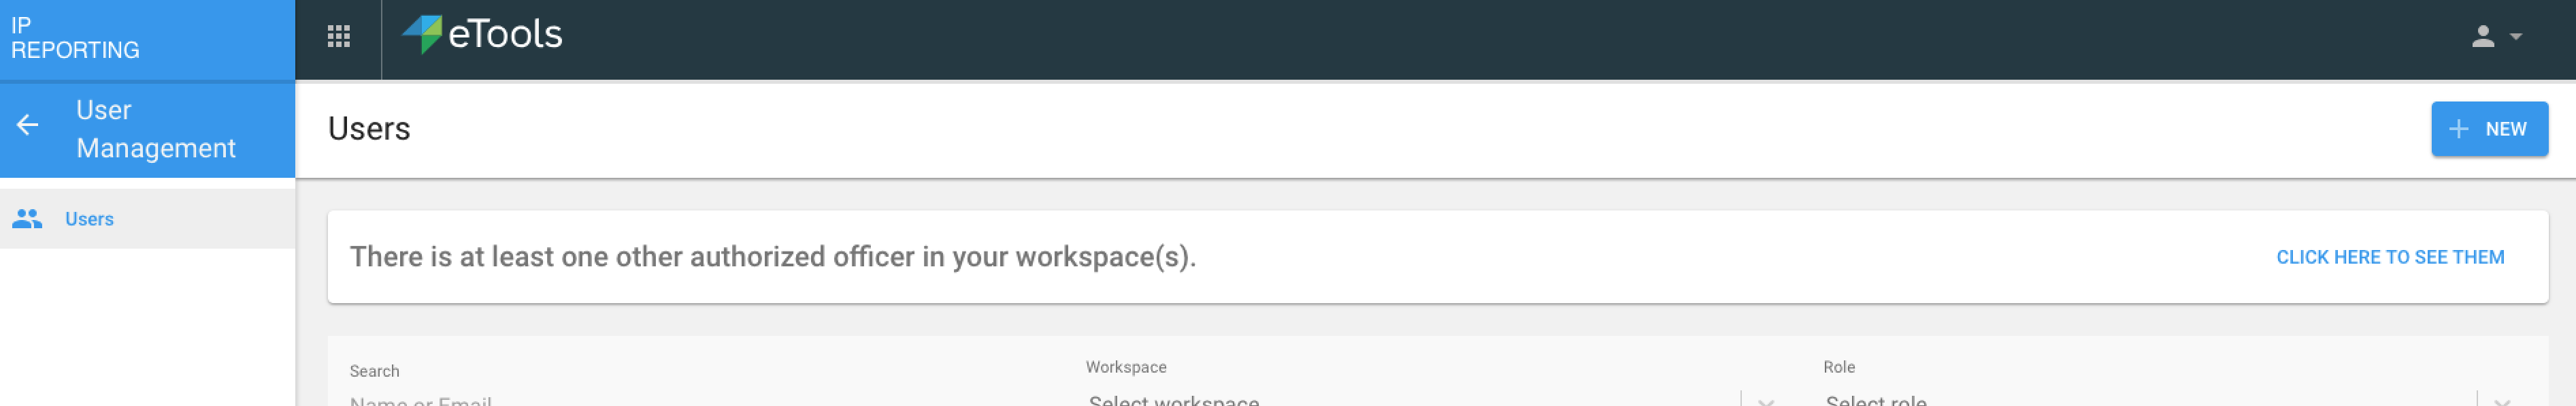 IP
REPORTING
eTools
User
Management
Users
NEW
Users
There is at least one other authorized officer in your workspace(s).
CLICK HERE TO SEE THEM
Search
Workspace
Role
Name or Email
Select workspace
Select role